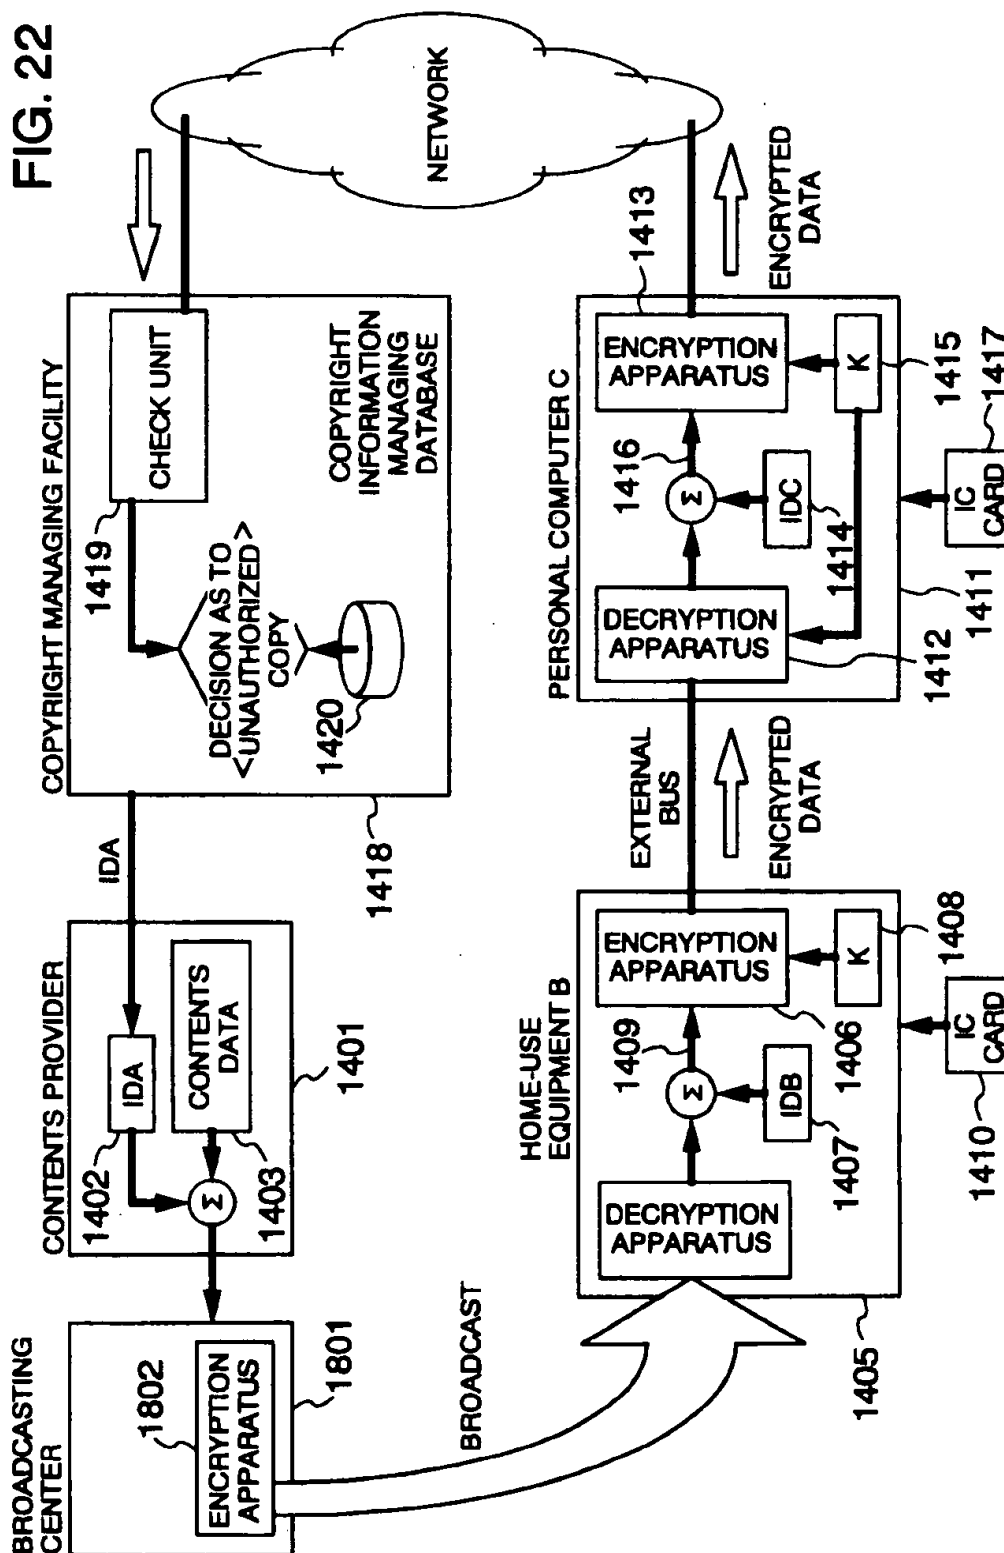 FIG. 22
BROADCASTING
CENTER
1802
ENCRYPTION
APPARATUS
1801
BROADCAST
CONTENTS PROVIDER
1402
IDA
CONTENTS
DATA
Σ
1403
1401
IDA
COPYRIGHT MANAGING FACILITY
1419
CHECK UNIT
DECISION AS TO
<UNAUTHORIZED>
COPY
1420
COPYRIGHT
INFORMATION
MANAGING
DATABASE
1418
NETWORK
HOME-USE
EQUIPMENT B
DECRYPTION
APPARATUS
Σ
1409
ENCRYPTION
APPARATUS
IDB
1407
1406
K
1408
1405
1410
IC
CARD
EXTERNAL
BUS
ENCRYPTED
DATA
PERSONAL COMPUTER C
DECRYPTION
APPARATUS
1412
Σ
1416
ENCRYPTION
APPARATUS
1413
IDC
1414
K
1415
1411
IC
CARD
1417
ENCRYPTED
DATA